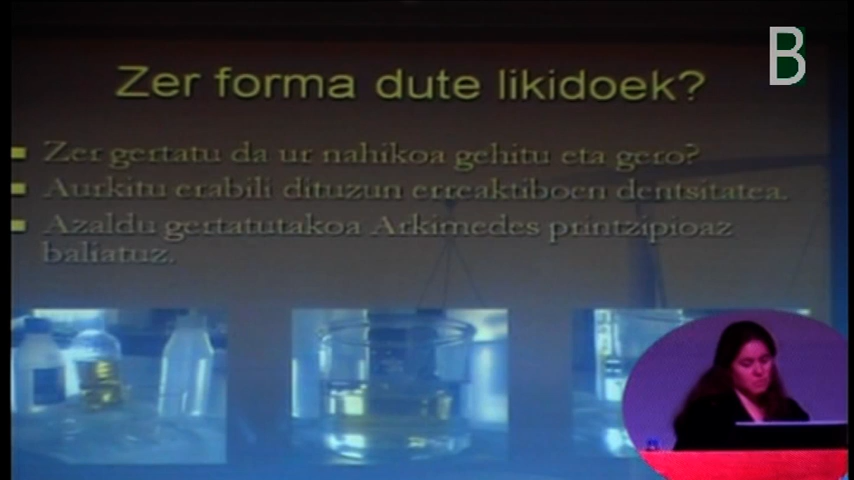 B
Zer forma dute likidoek?
Zer gertatu da ur nahikoa gehitu eta gero?
Aurkitu erabili dituzun erreaktiboen dentsitatea.
Azaldu gertatutakoa Arkimedes printzipioaz
baliatuz.